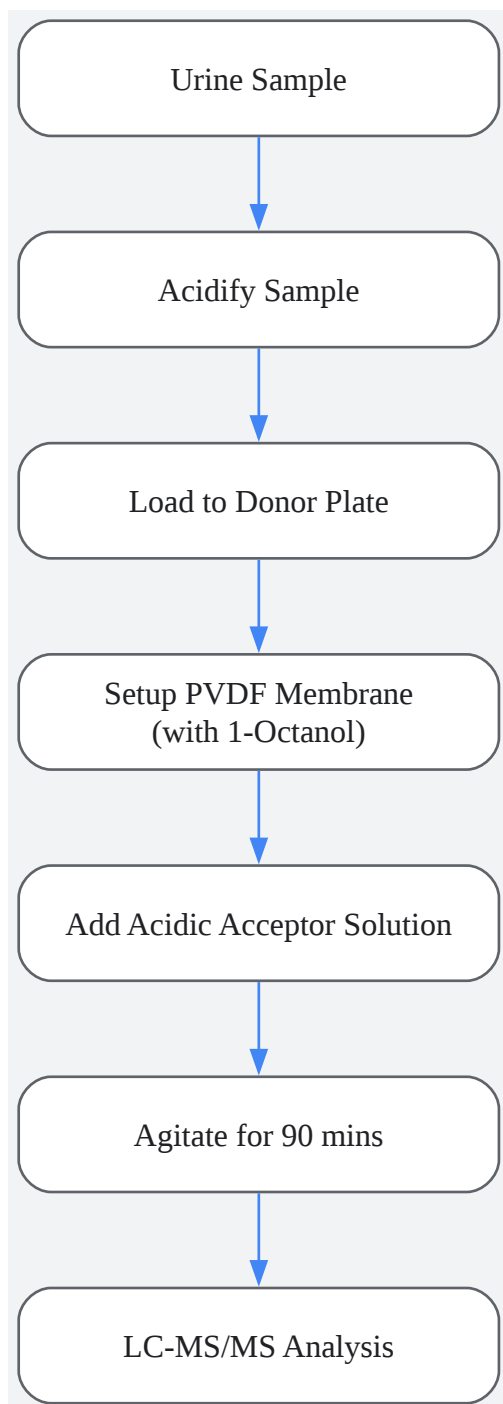 Urine Sample
Acidify Sample
Load to Donor Plate
Setup PVDF Membrane
(with 1-Octanol)
Add Acidic Acceptor Solution
Agitate for 90 mins
LC-MS/MS Analysis